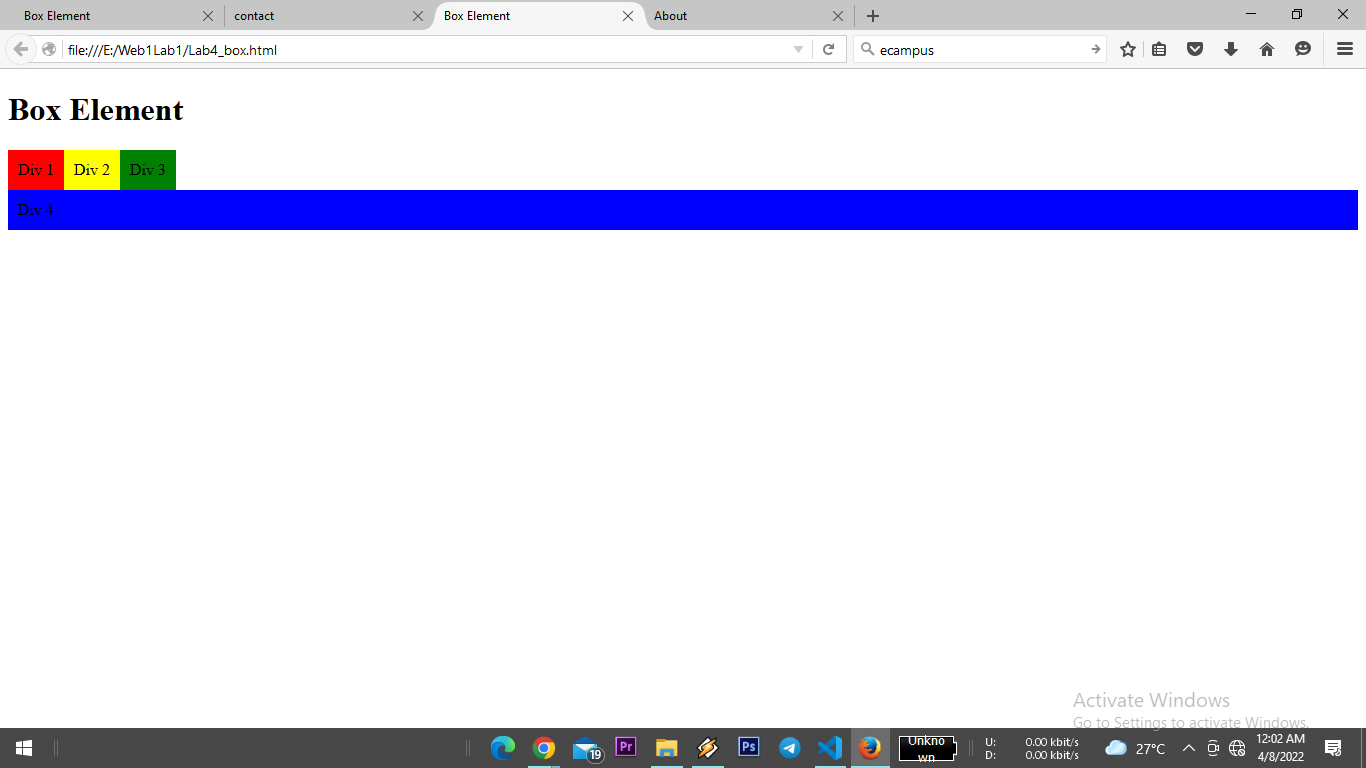 Box Element
contact
Box Element
About
file:///E:/Web1Lab1/Lab4_box.html
ecampus
Box Element
Div 1 Div 2 Div 3
Div 4
Activate Windows
Go to Settings to activate Windows.
19
Pr
Ps
Unkno
wn
U: 0.00 kbit/s
D: 0.00 kbit/s
27°C
12:02 AM
4/8/2022